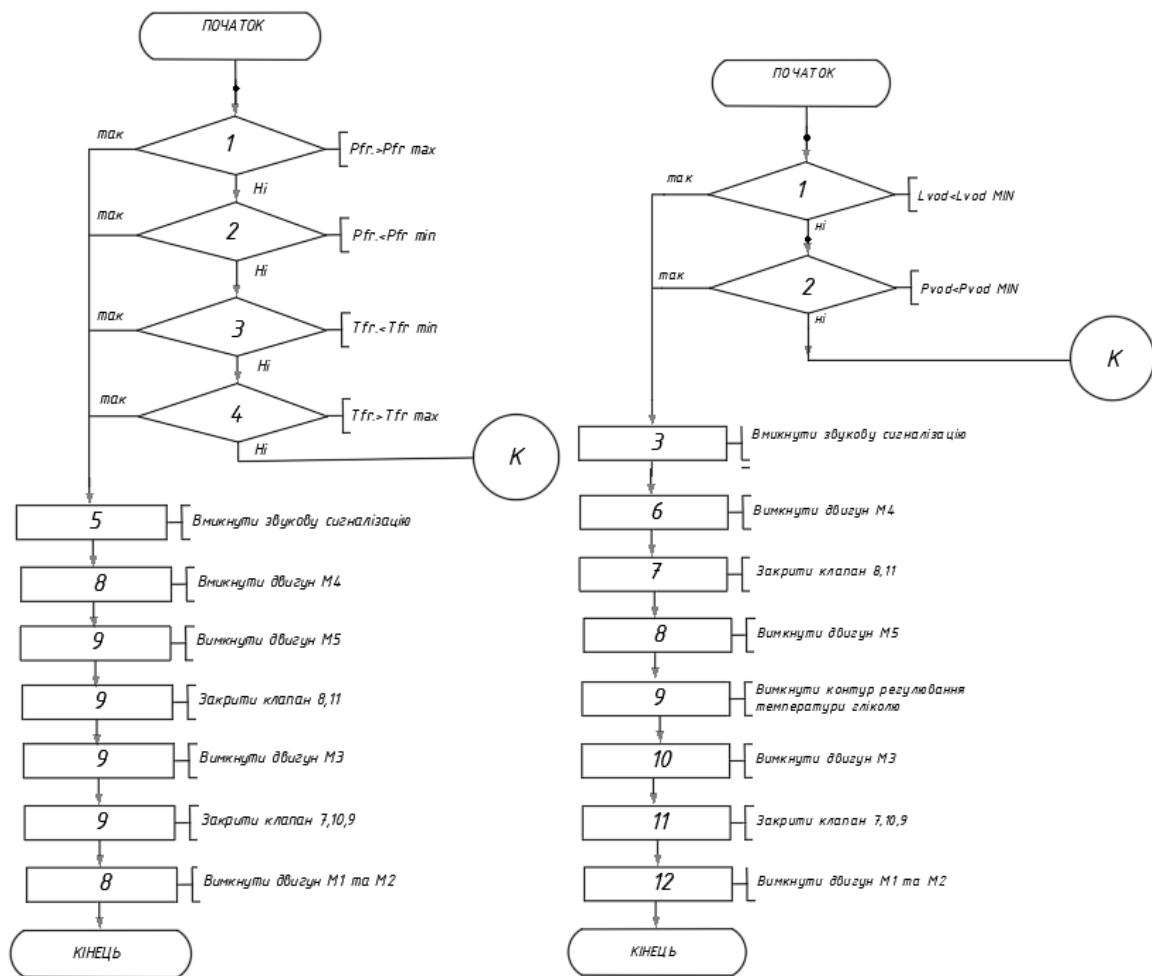 ПОЧАТОК
так
1
Pfr.>Pfr max
Ні
так
2
Pfr.<Pfr min
Ні
так
3
Tfr.<Tfr min
Ні
так
4
Tfr.>Tfr max
Ні
К
5
Вмикнути звукову сигналізацію
8
Вмикнути двигун М4
9
Вимкнути двигун М5
9
Закрити клапан 8,11
9
Вимкнути двигун М3
9
Закрити клапан 7,10,9
8
Вимкнути двигун М1 та М2
КІНЕЦЬ
ПОЧАТОК
так
1
Lvod<Lvod MIN
ні
так
2
Pvod<Pvod MIN
ні
К
3
Вмикнути звукову сигналізацію
6
Вимкнути двигун М4
7
Закрити клапан 8,11
8
Вимкнути двигун М5
9
Вимкнути контур регулювання
температури гліколю
10
Вимкнути двигун М3
11
Закрити клапан 7,10,9
12
Вимкнути двигун М1 та М2
КІНЕЦЬ